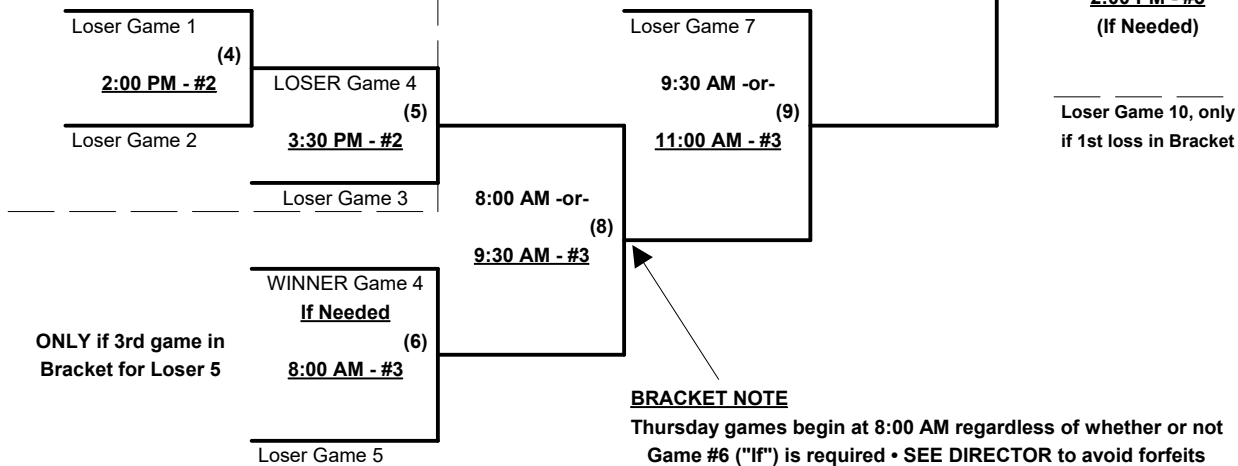 Loser Game 1
(4)
2:00 PM - #2
Loser Game 2
LOSER Game 4
(5)
3:30 PM - #2
Loser Game 3
WINNER Game 4
If Needed
(6)
8:00 AM - #3
Loser Game 5
ONLY if 3rd game in
Bracket for Loser 5
8:00 AM -or-
(8)
9:30 AM - #3
Loser Game 7
9:30 AM -or-
(9)
11:00 AM - #3
(If Needed)
Loser Game 10, only
if 1st loss in Bracket
BRACKET NOTE
Thursday games begin at 8:00 AM regardless of whether or not
Game #6 ("If") is required • SEE DIRECTOR to avoid forfeits